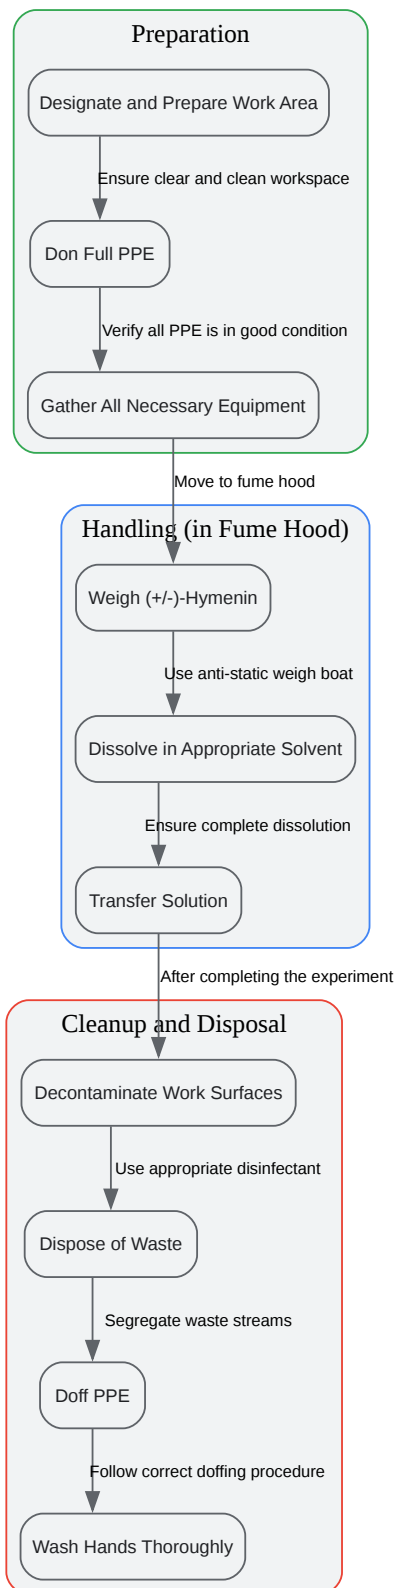 Preparation
Designate and Prepare Work Area
Ensure clear and clean workspace
Don Full PPE
Verify all PPE is in good condition
Gather All Necessary Equipment
Move to fume hood
Handling (in Fume Hood)
Weigh (+/-)-Hymenin
Use anti-static weigh boat
Dissolve in Appropriate Solvent
Ensure complete dissolution
Transfer Solution
After completing the experiment
Cleanup and Disposal
Decontaminate Work Surfaces
Use appropriate disinfectant
Dispose of Waste
Segregate waste streams
Doff PPE
Follow correct doffing procedure
Wash Hands Thoroughly